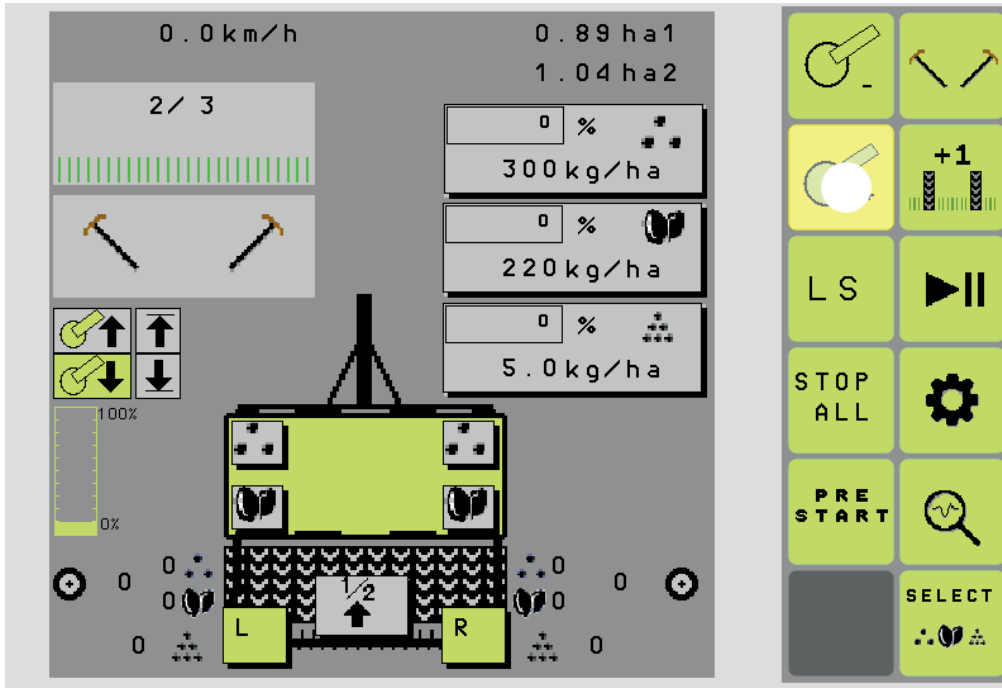 0.0km/h
0.89ha1
1.04ha2
2/ 3
0 %
300kg/ha
0 %
220kg/ha
0 %
5.0kg/ha
100%
0%
0
0
0
0
1/2
0
0
0
0
L
R
-
+1
LS
STOP
ALL
PRE
START
SELECT